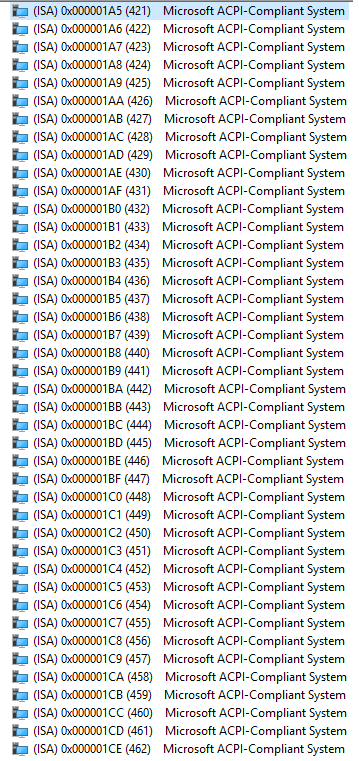 (ISA) 0x000001A5 (421) Microsoft ACPI-Compliant System
(ISA) 0x000001A6 (422) Microsoft ACPI-Compliant System
(ISA) 0x000001A7 (423) Microsoft ACPI-Compliant System
(ISA) 0x000001A8 (424) Microsoft ACPI-Compliant System
(ISA) 0x000001A9 (425) Microsoft ACPI-Compliant System
(ISA) 0x000001AA (426) Microsoft ACPI-Compliant System
(ISA) 0x000001AB (427) Microsoft ACPI-Compliant System
(ISA) 0x000001AC (428) Microsoft ACPI-Compliant System
(ISA) 0x000001AD (429) Microsoft ACPI-Compliant System
(ISA) 0x000001AE (430) Microsoft ACPI-Compliant System
(ISA) 0x000001AF (431) Microsoft ACPI-Compliant System
(ISA) 0x000001B0 (432) Microsoft ACPI-Compliant System
(ISA) 0x000001B1 (433) Microsoft ACPI-Compliant System
(ISA) 0x000001B2 (434) Microsoft ACPI-Compliant System
(ISA) 0x000001B3 (435) Microsoft ACPI-Compliant System
(ISA) 0x000001B4 (436) Microsoft ACPI-Compliant System
(ISA) 0x000001B5 (437) Microsoft ACPI-Compliant System
(ISA) 0x000001B6 (438) Microsoft ACPI-Compliant System
(ISA) 0x000001B7 (439) Microsoft ACPI-Compliant System
(ISA) 0x000001B8 (440) Microsoft ACPI-Compliant System
(ISA) 0x000001B9 (441) Microsoft ACPI-Compliant System
(ISA) 0x000001BA (442) Microsoft ACPI-Compliant System
(ISA) 0x000001BB (443) Microsoft ACPI-Compliant System
(ISA) 0x000001BC (444) Microsoft ACPI-Compliant System
(ISA) 0x000001BD (445) Microsoft ACPI-Compliant System
(ISA) 0x000001BE (446) Microsoft ACPI-Compliant System
(ISA) 0x000001BF (447) Microsoft ACPI-Compliant System
(ISA) 0x000001C0 (448) Microsoft ACPI-Compliant System
(ISA) 0x000001C1 (449) Microsoft ACPI-Compliant System
(ISA) 0x000001C2 (450) Microsoft ACPI-Compliant System
(ISA) 0x000001C3 (451) Microsoft ACPI-Compliant System
(ISA) 0x000001C4 (452) Microsoft ACPI-Compliant System
(ISA) 0x000001C5 (453) Microsoft ACPI-Compliant System
(ISA) 0x000001C6 (454) Microsoft ACPI-Compliant System
(ISA) 0x000001C7 (455) Microsoft ACPI-Compliant System
(ISA) 0x000001C8 (456) Microsoft ACPI-Compliant System
(ISA) 0x000001C9 (457) Microsoft ACPI-Compliant System
(ISA) 0x000001CA (458) Microsoft ACPI-Compliant System
(ISA) 0x000001CB (459) Microsoft ACPI-Compliant System
(ISA) 0x000001CC (460) Microsoft ACPI-Compliant System
(ISA) 0x000001CD (461) Microsoft ACPI-Compliant System
(ISA) 0x000001CE (462) Microsoft ACPI-Compliant System